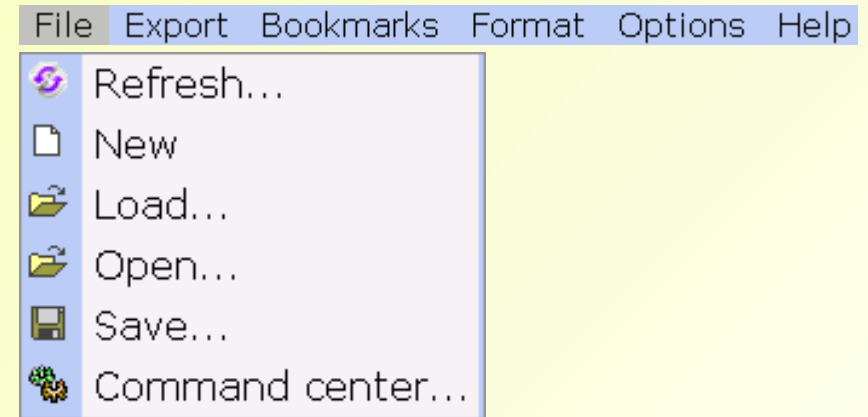 File Export Bookmarks Format Options Help
Refresh...
New
Load...
Open...
Save...
Command center...